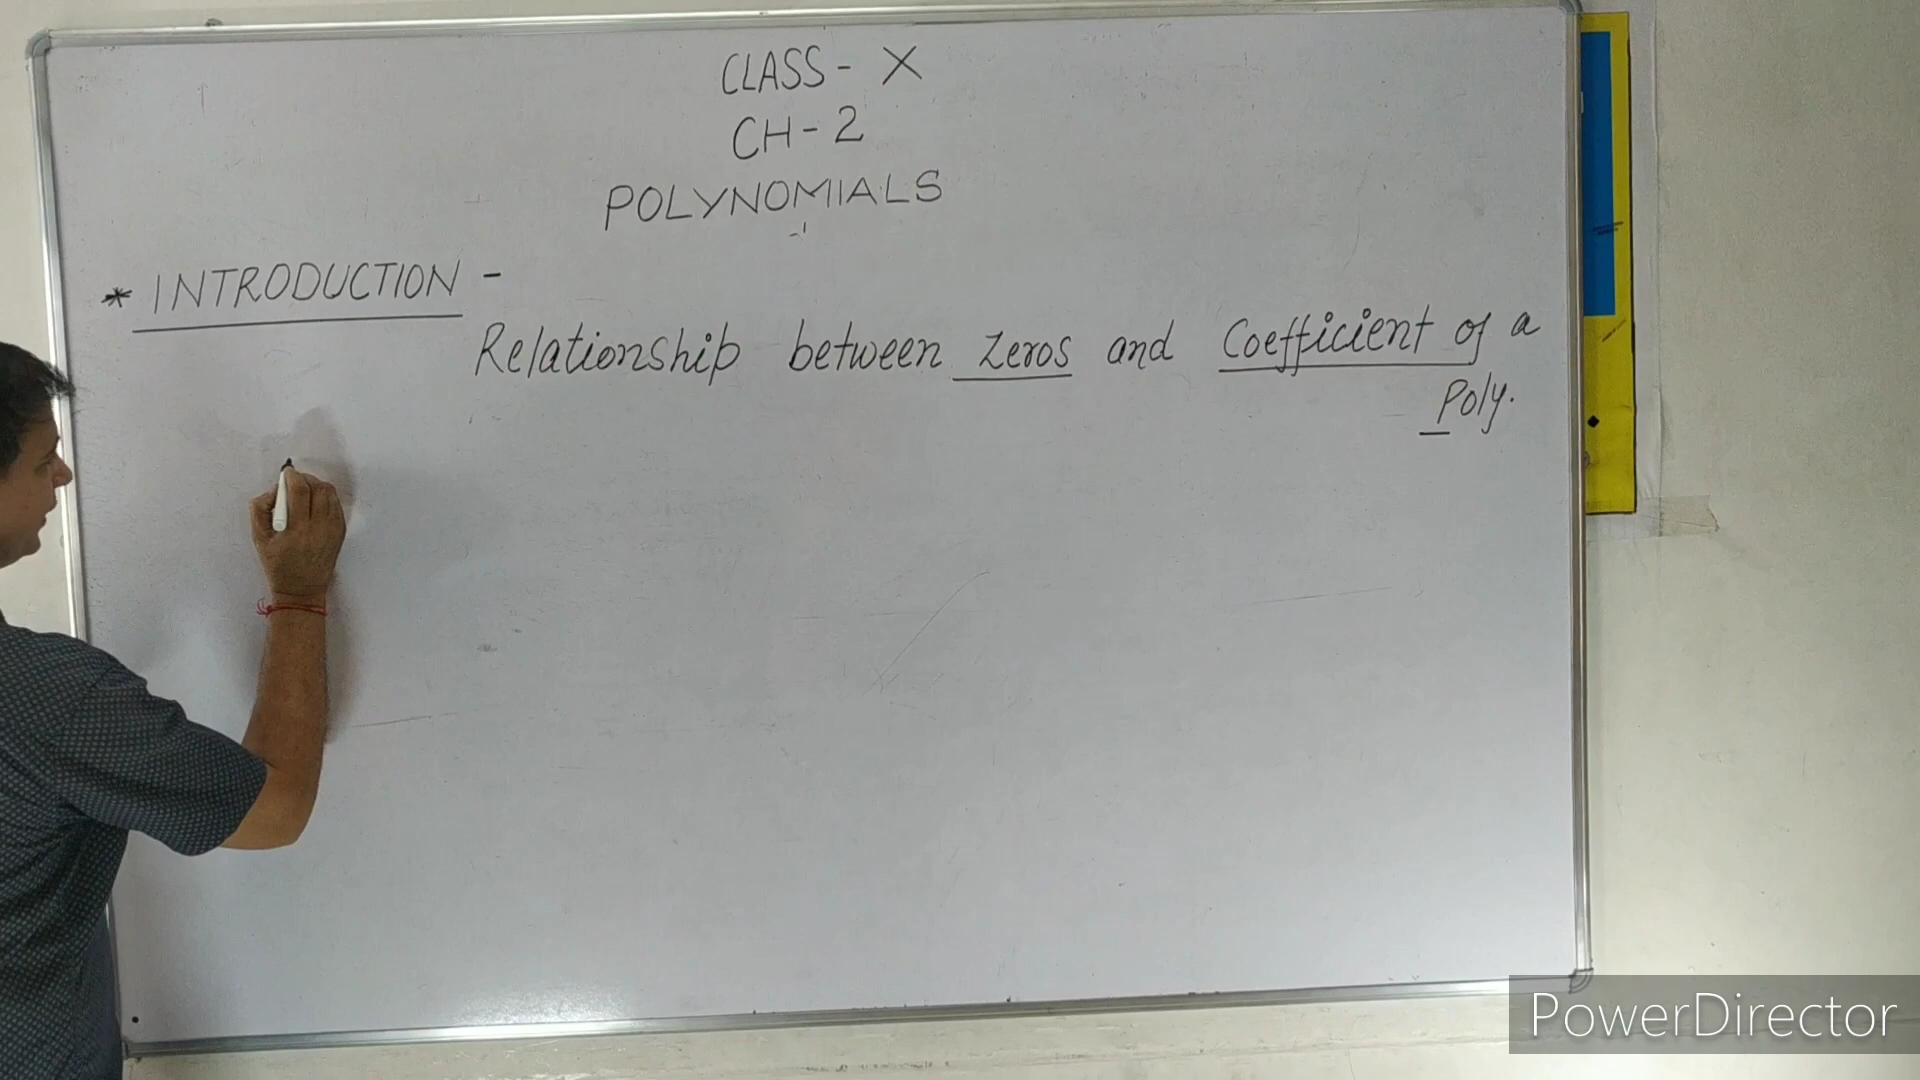 CLASS - X
CH - 2
POLYNOMIALS
* INTRODUCTION -
Relationship between zeros and Coefficient of a
Poly.
PowerDirector